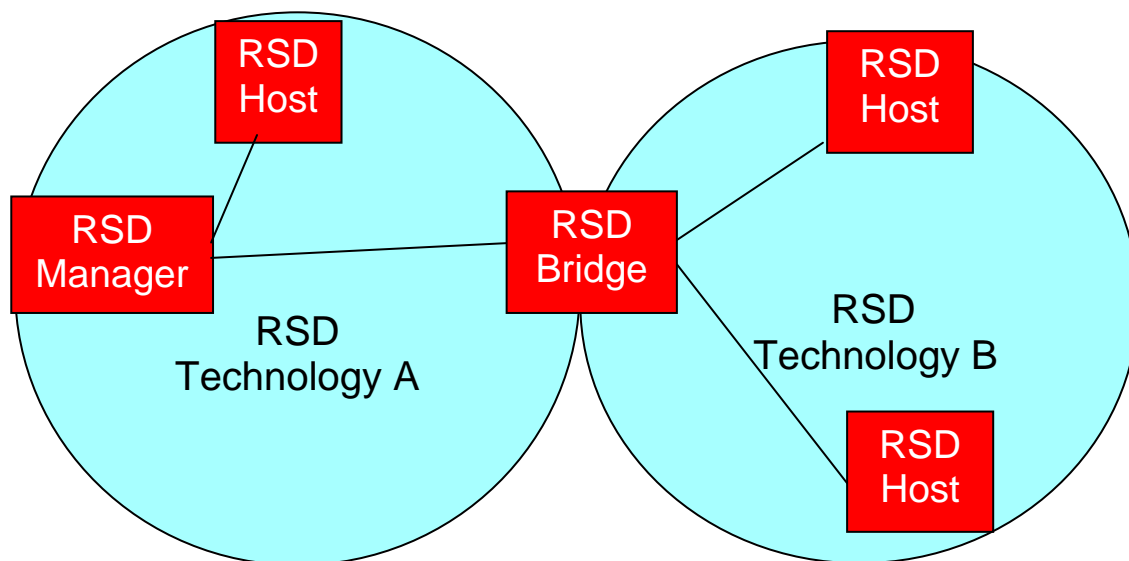 RSD
Host
RSD
Host
RSD
Manager
RSD
Bridge
RSD
Technology A
RSD
Technology B
RSD
Host